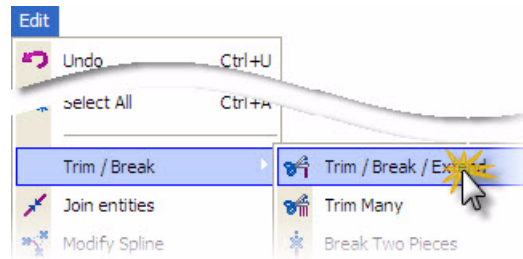 Edit
Undo Ctrl+U
Select All Ctrl+A
Trim / Break Trim / Break / Extend
Join entities Trim Many
Modify Spline Break Two Pieces